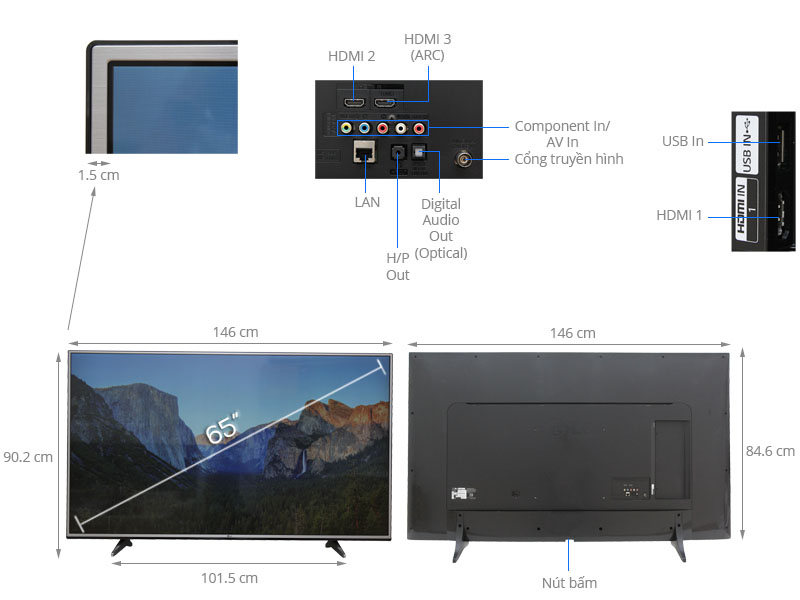 HDMI 2
HDMI 3
(ARC)
Component In/
AV In
Cổng truyền hình
LAN
Digital
Audio
Out
(Optical)
H/P
Out
1.5 cm
USB In
HDMI 1
USB IN
HDMI IN
1
146 cm
146 cm
65"
90.2 cm
84.6 cm
101.5 cm
Nút bấm